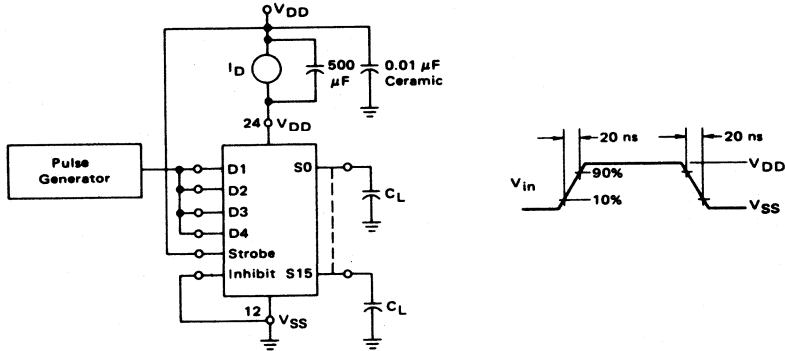 VDD
ID
500
μF
0.01 μF
Ceramic
24
VDD
Pulse
Generator
D1
D2
D3
D4
Strobe
Inhibit
S0
S15
CL
CL
12
VSS
20 ns
20 ns
Vin
90%
10%
VDD
VSS